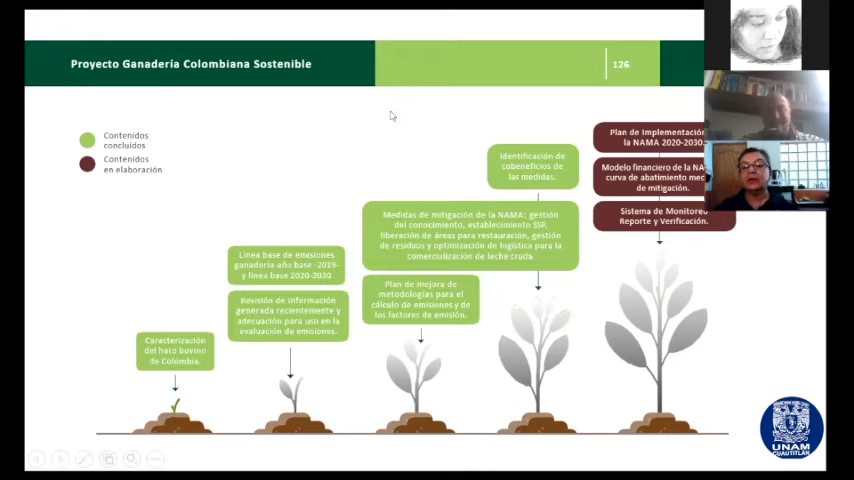 Proyecto Ganadería Colombiana Sostenible
126
Contenidos
concluídos
Contenidos
en elaboración
Caracterización
del hato bovino
de Colombia.
Línea base de emisiones
ganadería año base -2019-
y línea base 2020-2030
Revisión de información
generada recientemente y
adecuación para uso en la
evaluación de emisiones.
Medidas de mitigación de la NAMA: gestión
del conocimiento, establecimiento SSP,
liberación de áreas para restauración, gestión
de residuos y optimización de logística para la
comercialización de leche cruda
Plan de mejora de
metodologías para el
cálculo de emisiones y de
los factores de emisión.
Identificación de
cobeneficios de
las medidas.
Plan de Implementación
la NAMA 2020-2030.
Modelo financiero de la
curva de abatimiento
de mitigación.
Sistema de Monitoreo
Reporte y Verificación.
UNAM
CUAUTITLÁN